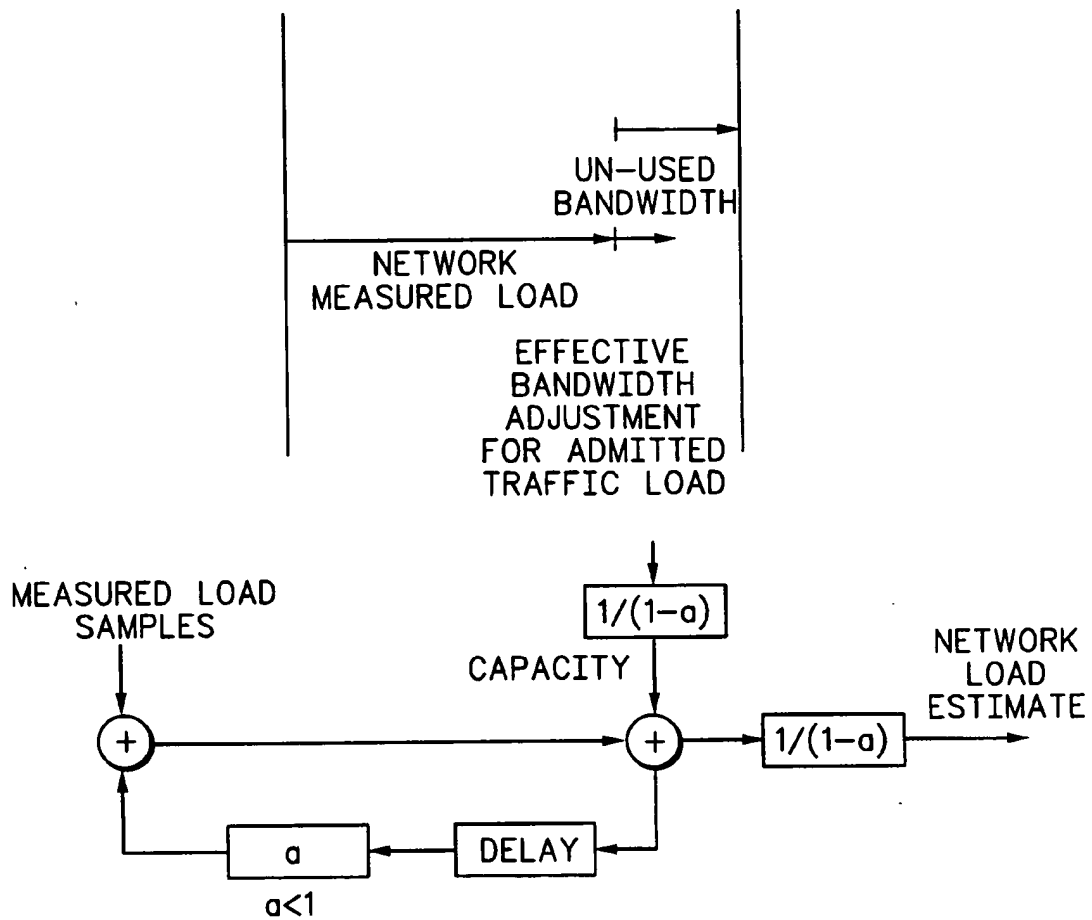 UN-USED
BANDWIDTH
NETWORK
MEASURED LOAD
EFFECTIVE
BANDWIDTH
ADJUSTMENT
FOR ADMITTED
TRAFFIC LOAD
MEASURED LOAD
SAMPLES
1/(1-a)
CAPACITY
NETWORK
LOAD
ESTIMATE
+
+
1/(1-a)
a
DELAY
a<1